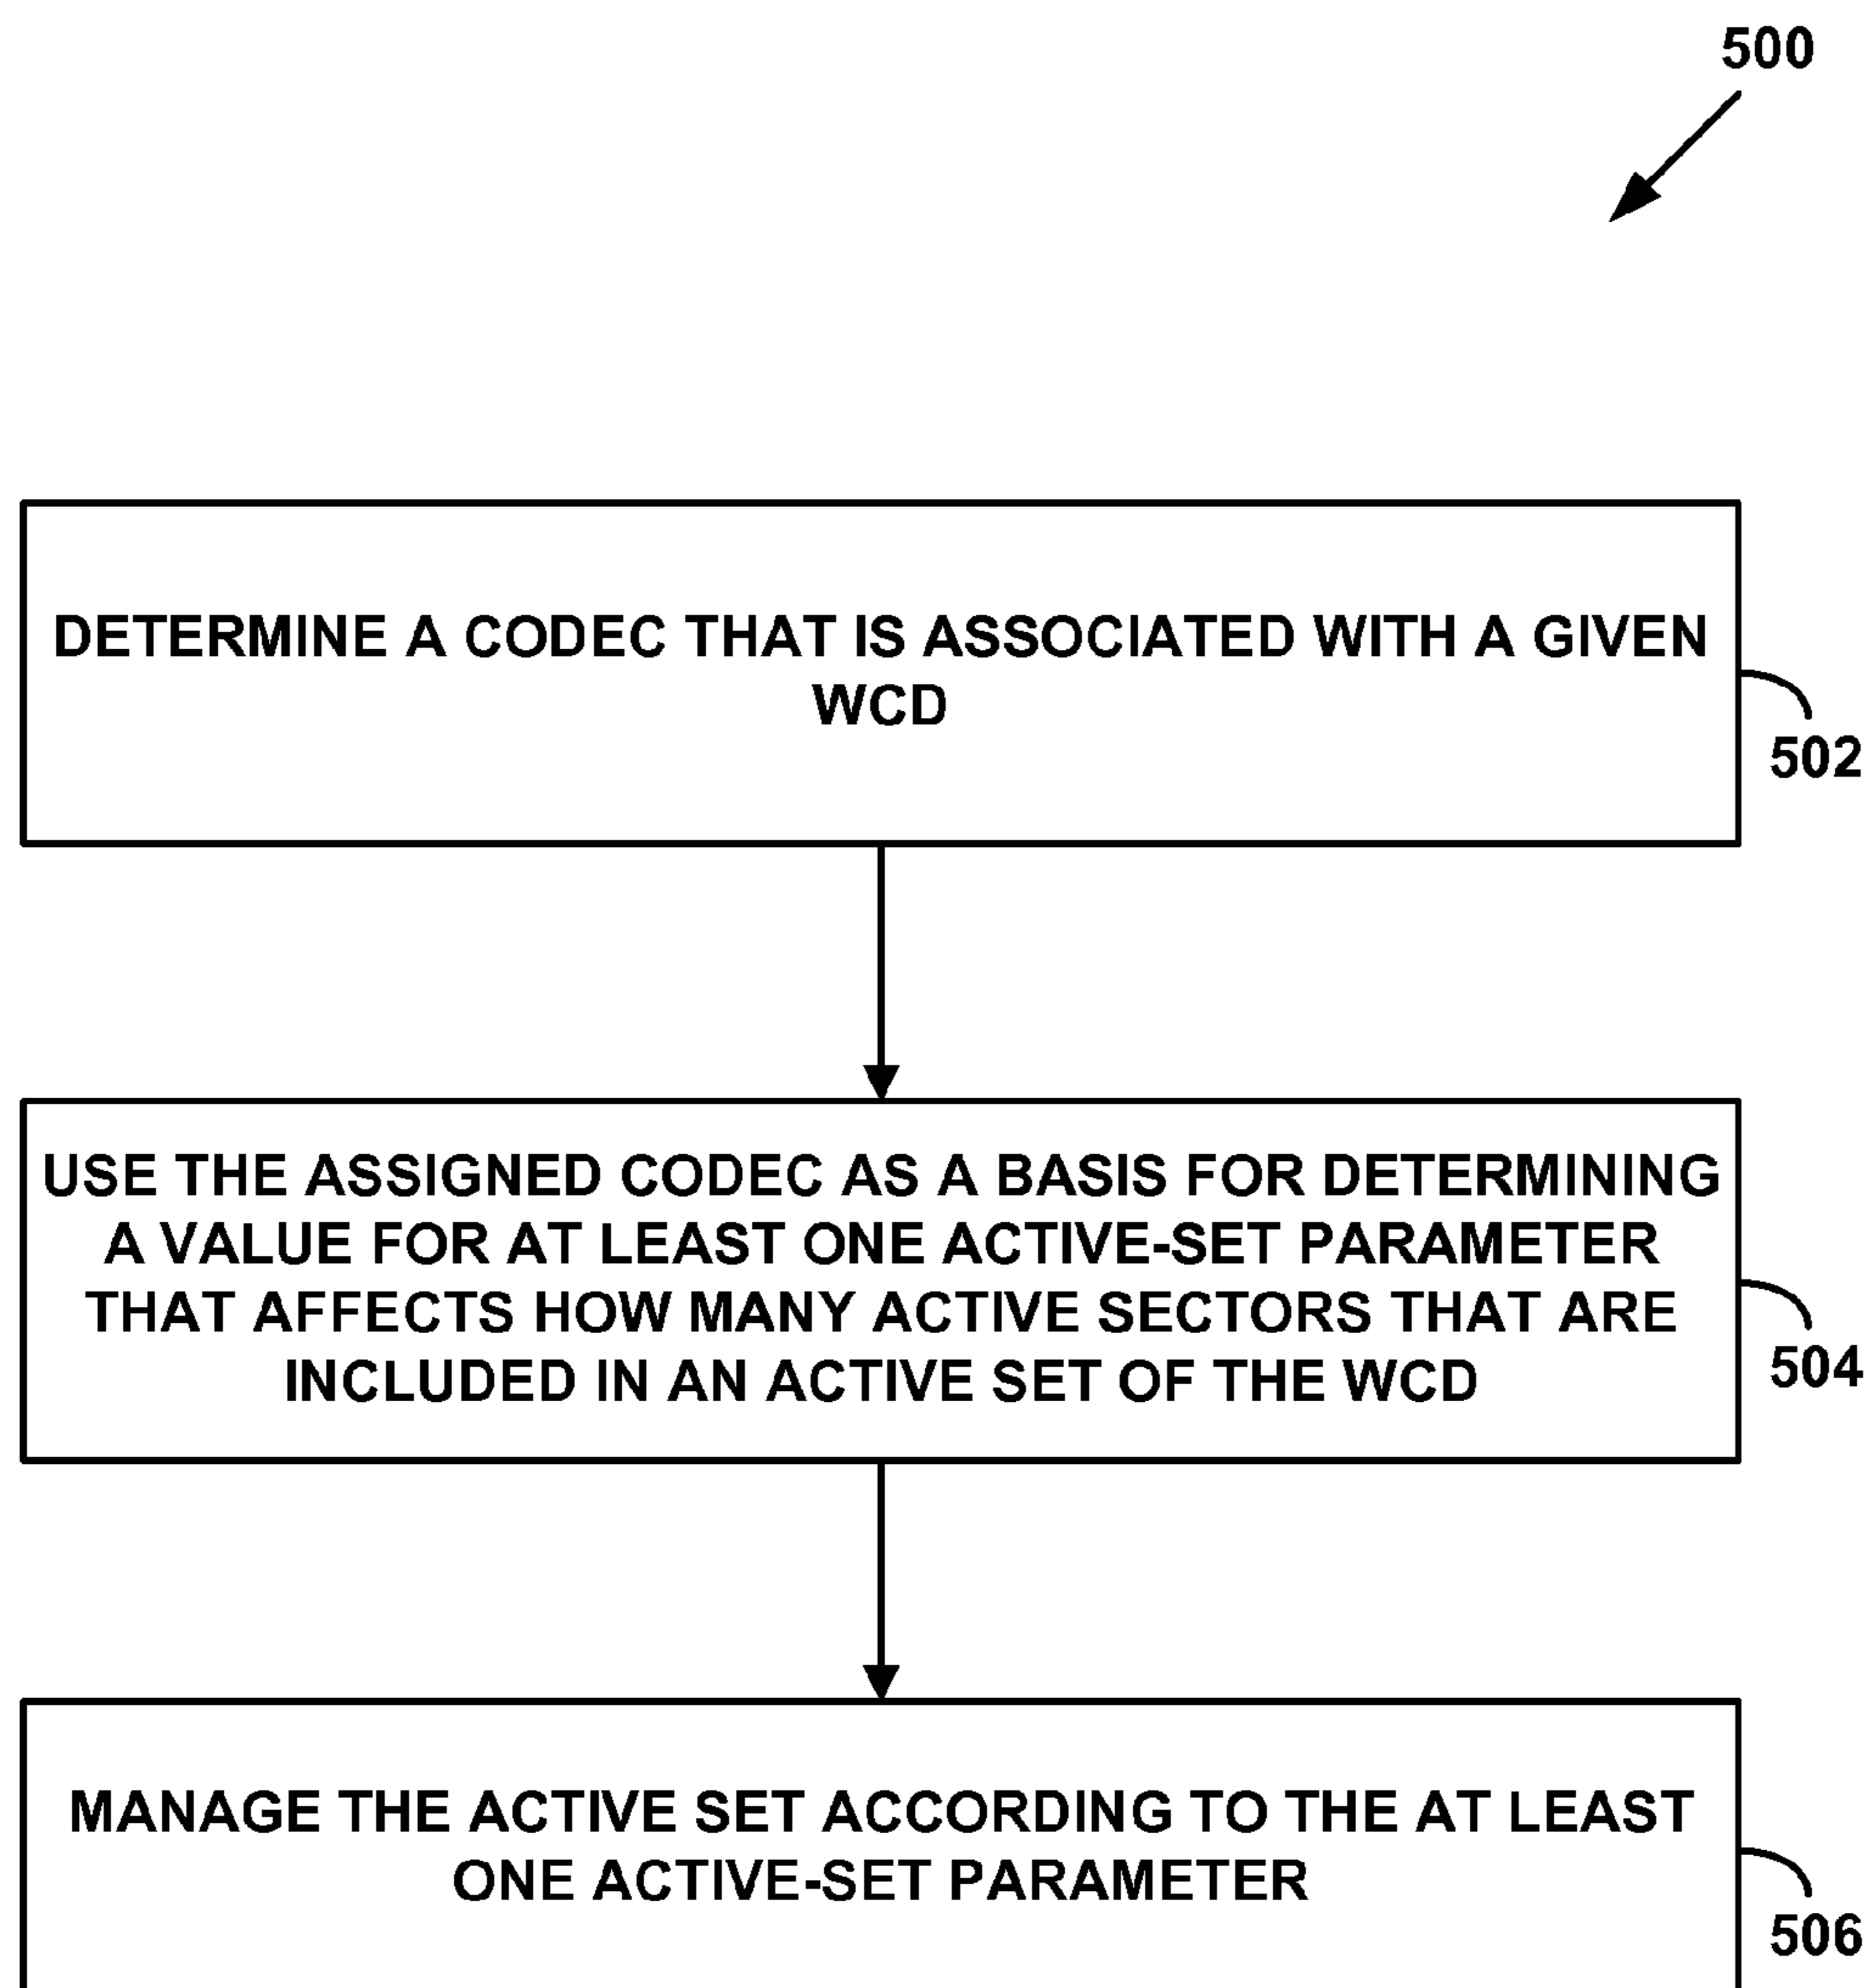 500
DETERMINE A CODEC THAT IS ASSOCIATED WITH A GIVEN
WCD
502
USE THE ASSIGNED CODEC AS A BASIS FOR DETERMINING
A VALUE FOR AT LEAST ONE ACTIVE-SET PARAMETER
THAT AFFECTS HOW MANY ACTIVE SECTORS THAT ARE
INCLUDED IN AN ACTIVE SET OF THE WCD
504
MANAGE THE ACTIVE SET ACCORDING TO THE AT LEAST
ONE ACTIVE-SET PARAMETER
506